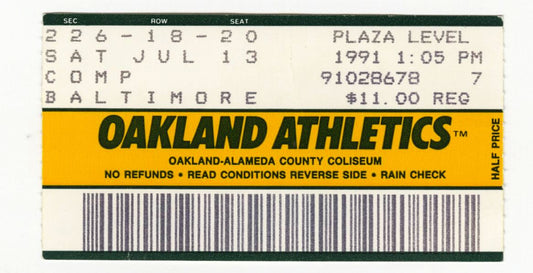 SEC ROW SEAT
226-18-20 PLAZA LEVEL
SAT JUL 13 1991 1:05 PM
COMP 91028678 7
BALTIMORE $11.00 REG
OAKLAND ATHLETICS™
OAKLAND-ALAMEDA COUNTY COLISEUM
NO REFUNDS • READ CONDITIONS REVERSE SIDE • RAIN CHECK
HALF PRICE